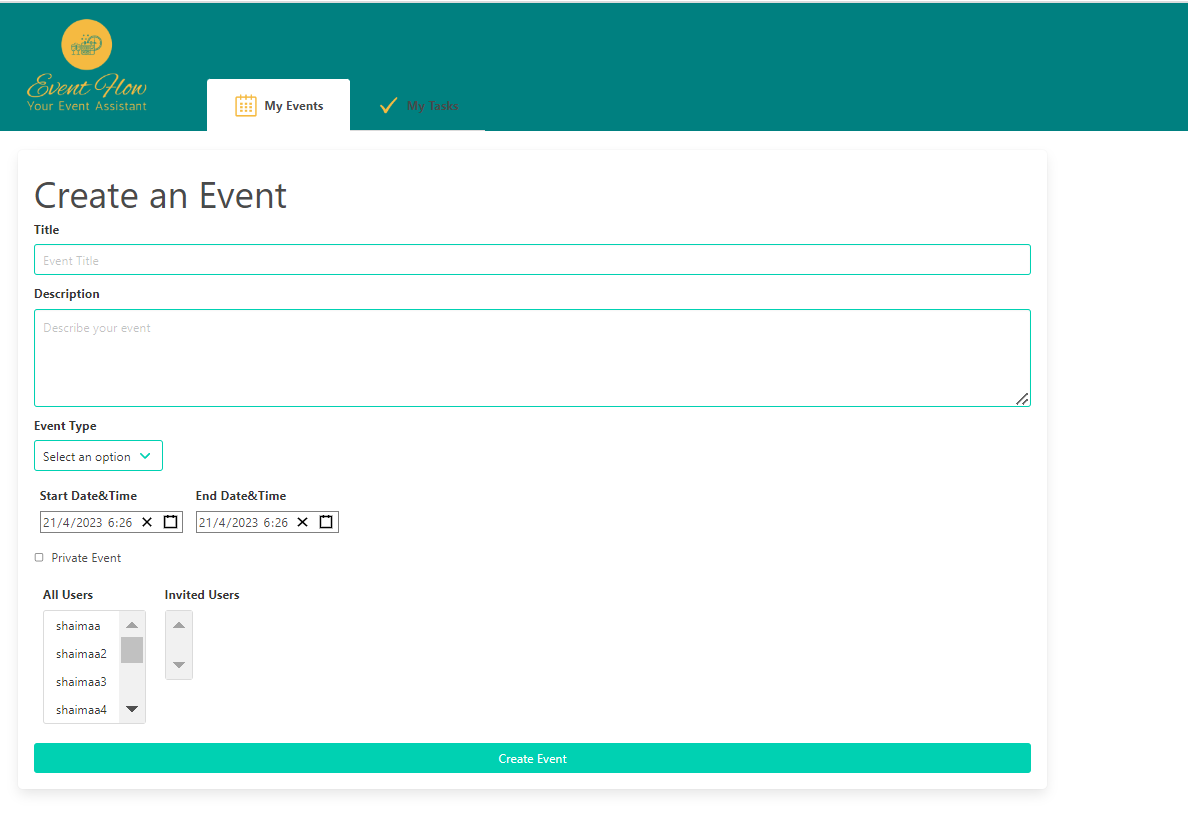 Event Flow
Your Event Assistant
My Events
My Tasks
Create an Event
Title
Event Title
Description
Describe your event
Event Type
Select an option
Start Date&Time End Date&Time
21/4/2023 6:26 21/4/2023 6:26
Private Event
All Users Invited Users
shaimaa
shaimaa2
shaimaa3
shaimaa4
Create Event